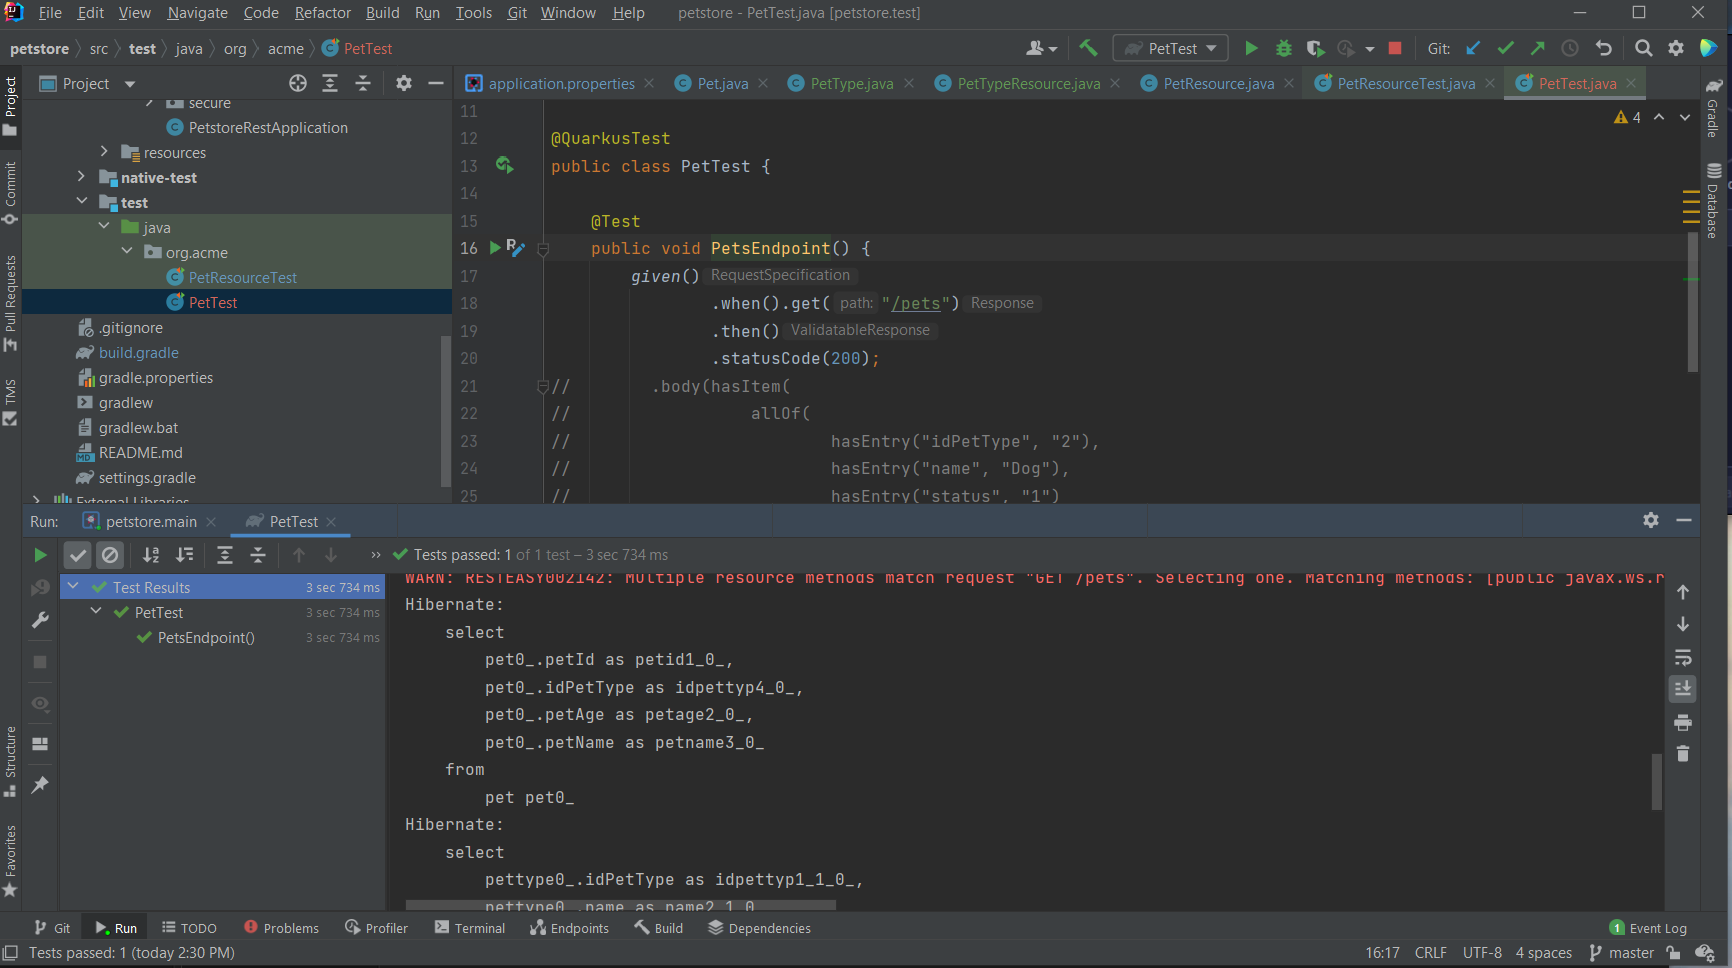 File Edit View Navigate Code Refactor Build Run Tools Git Window Help petstore - PetTest.java [petstore.test]
petstore src test java org acme PetTest PetTest Git:
Project application.properties Pet.java PetType.java PetTypeResource.java PetResource.java PetResourceTest.java PetTest.java
Project
Commit
Pull Requests
TMS
Structure
Favorites
Gradle
Database
secure
PetstoreRestApplication
resources
native-test
test
java
org.acme
PetResourceTest
PetTest
.gitignore
build.gradle
gradle.properties
gradlew
gradlew.bat
README.md
settings.gradle
External Libraries
4
11
12 @QuarkusTest
13 public class PetTest {
14
15 @Test
16 public void PetsEndpoint() {
17 given() RequestSpecification
18 .when().get( path: "/pets") Response
19 .then() ValidatableResponse
20 .statusCode(200);
21 // .body(hasItem(
22 // allOf(
23 // hasEntry("idPetType", "2"),
24 // hasEntry("name", "Dog"),
25 // hasEntry("status", "1")
Run: petstore.main PetTest
» Tests passed: 1 of 1 test – 3 sec 734 ms
Test Results 3 sec 734 ms
PetTest 3 sec 734 ms
PetsEndpoint() 3 sec 734 ms
WARN: RESTEASY002142: Multiple resource methods match request "GET /pets". Selecting one. Matching methods: [public javax.ws.r
Hibernate:
select
pet0_.petId as petid1_0_,
pet0_.idPetType as idpettyp4_0_,
pet0_.petAge as petage2_0_,
pet0_.petName as petname3_0_
from
pet pet0_
Hibernate:
select
pettype0_.idPetType as idpettyp1_1_0_,
pettype0_.name as name2_1_0_
Git Run TODO Problems Profiler Terminal Endpoints Build Dependencies 1 Event Log
Tests passed: 1 (today 2:30 PM) 16:17 CRLF UTF-8 4 spaces master